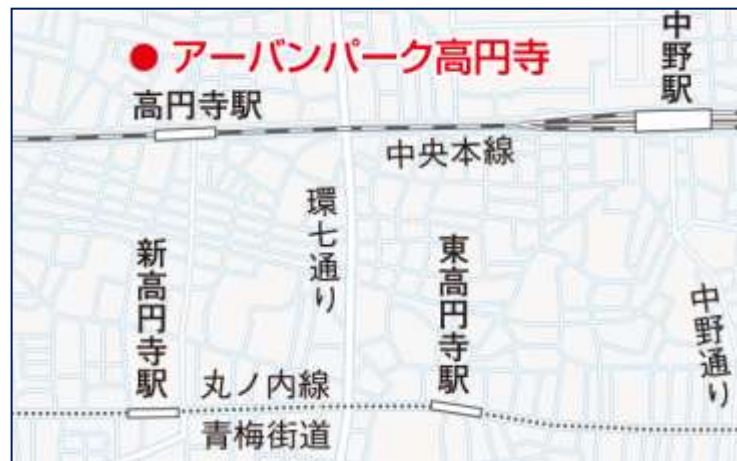 アーバンパーク高円寺
高円寺駅
中野駅
中央本線
環七通り
新高円寺駅
東高円寺駅
中野通り
丸ノ内線
青梅街道